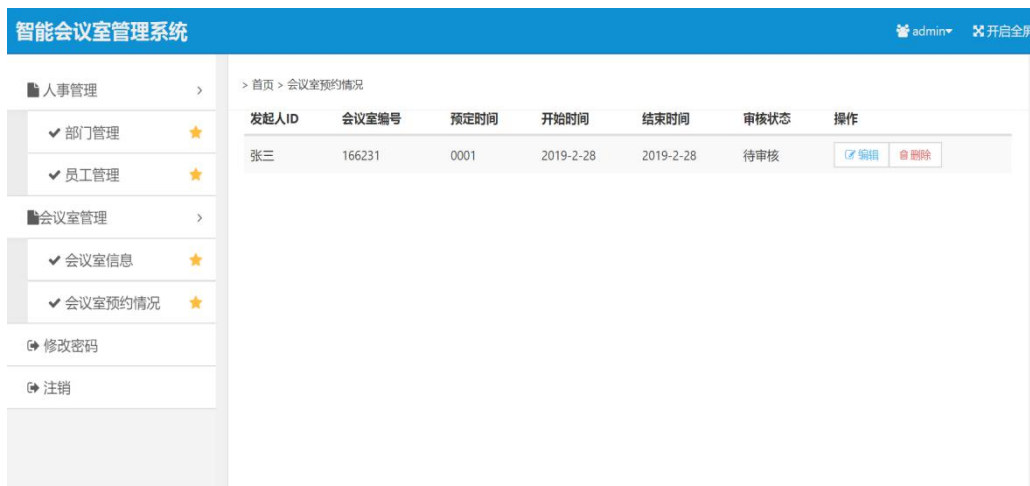 智能会议室管理系统
admin
开启全屏
人事管理
部门管理
员工管理
会议室管理
会议室信息
会议室预约情况
修改密码
注销
> 首页 > 会议室预约情况
发起人ID 会议室编号 预定时间 开始时间 结束时间 审核状态 操作
张三 166231 0001 2019-2-28 2019-2-28 待审核 编辑 删除